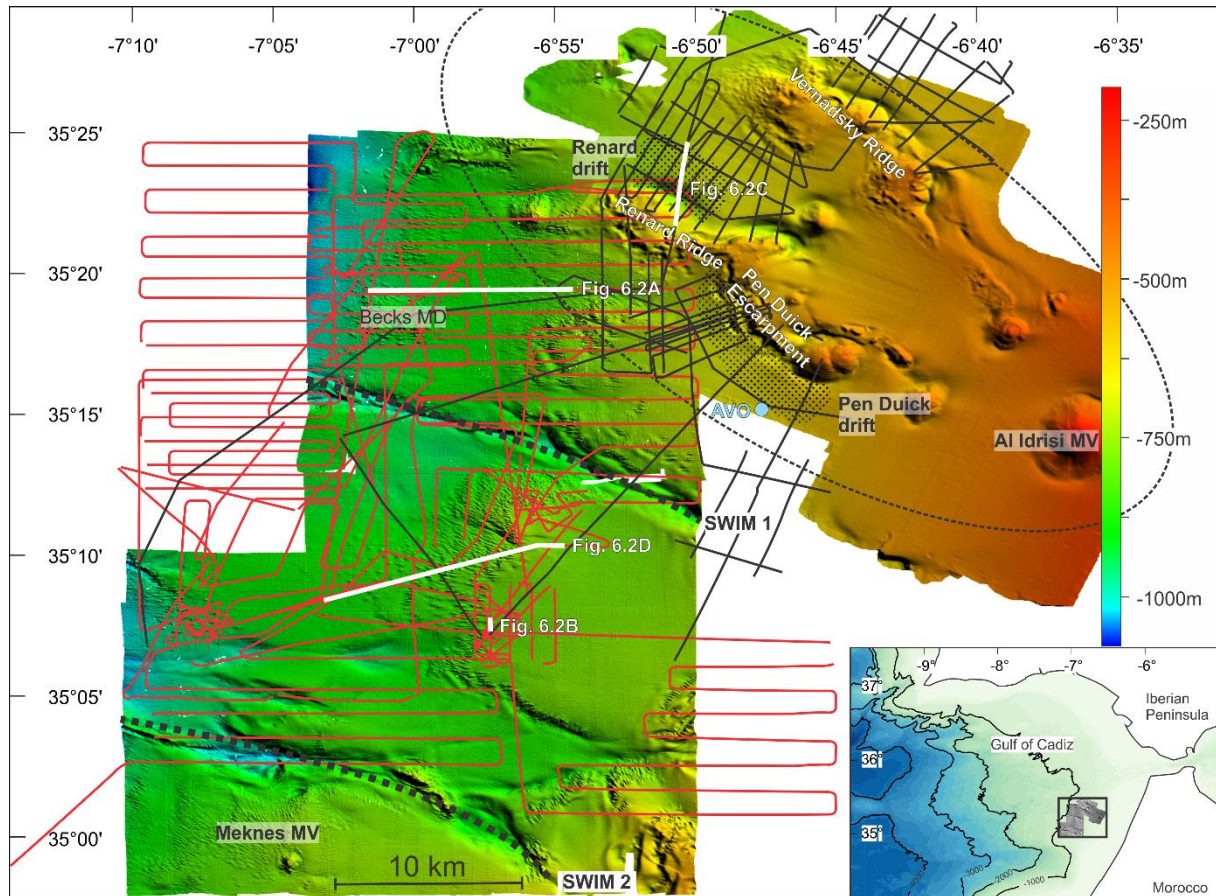 -7°10'
-7°05'
-7°00'
-6°55'
-6°50'
-6°45'
-6°40'
-6°35'
35°25'
35°20'
35°15'
35°10'
35°05'
35°00'
Vernadsky Ridge
Renard
drift
Fig. 6.2C
Renard Ridge
Pen Duick
Escarpment
Fig. 6.2A
Becks MD
AVO
Pen Duick
drift
Al Idrisi MV
SWIM 1
Fig. 6.2D
Fig. 6.2B
Meknes MV
10 km
SWIM 2
-250m
-500m
-750m
-1000m
-9°
-8°
-7°
-6°
37°
36°
35°
Iberian
Peninsula
Gulf of Cadiz
-4000
-3000
-2000
-1000
Morocco